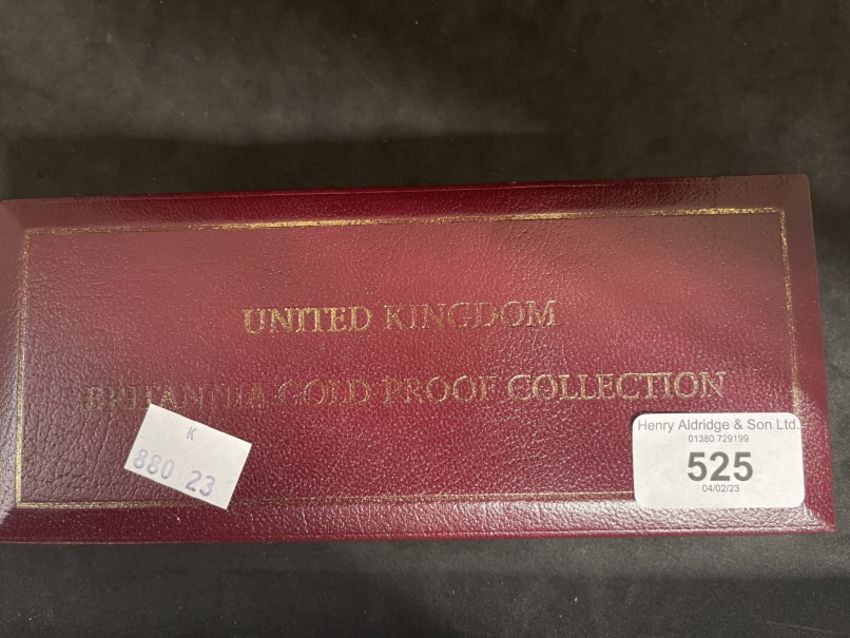 UNITED KINGDOM
BRITANNIA GOLD PROOF COLLECTION
K
880 23
Henry Aldridge & Son Ltd.
01380 729199
525
04/02/23